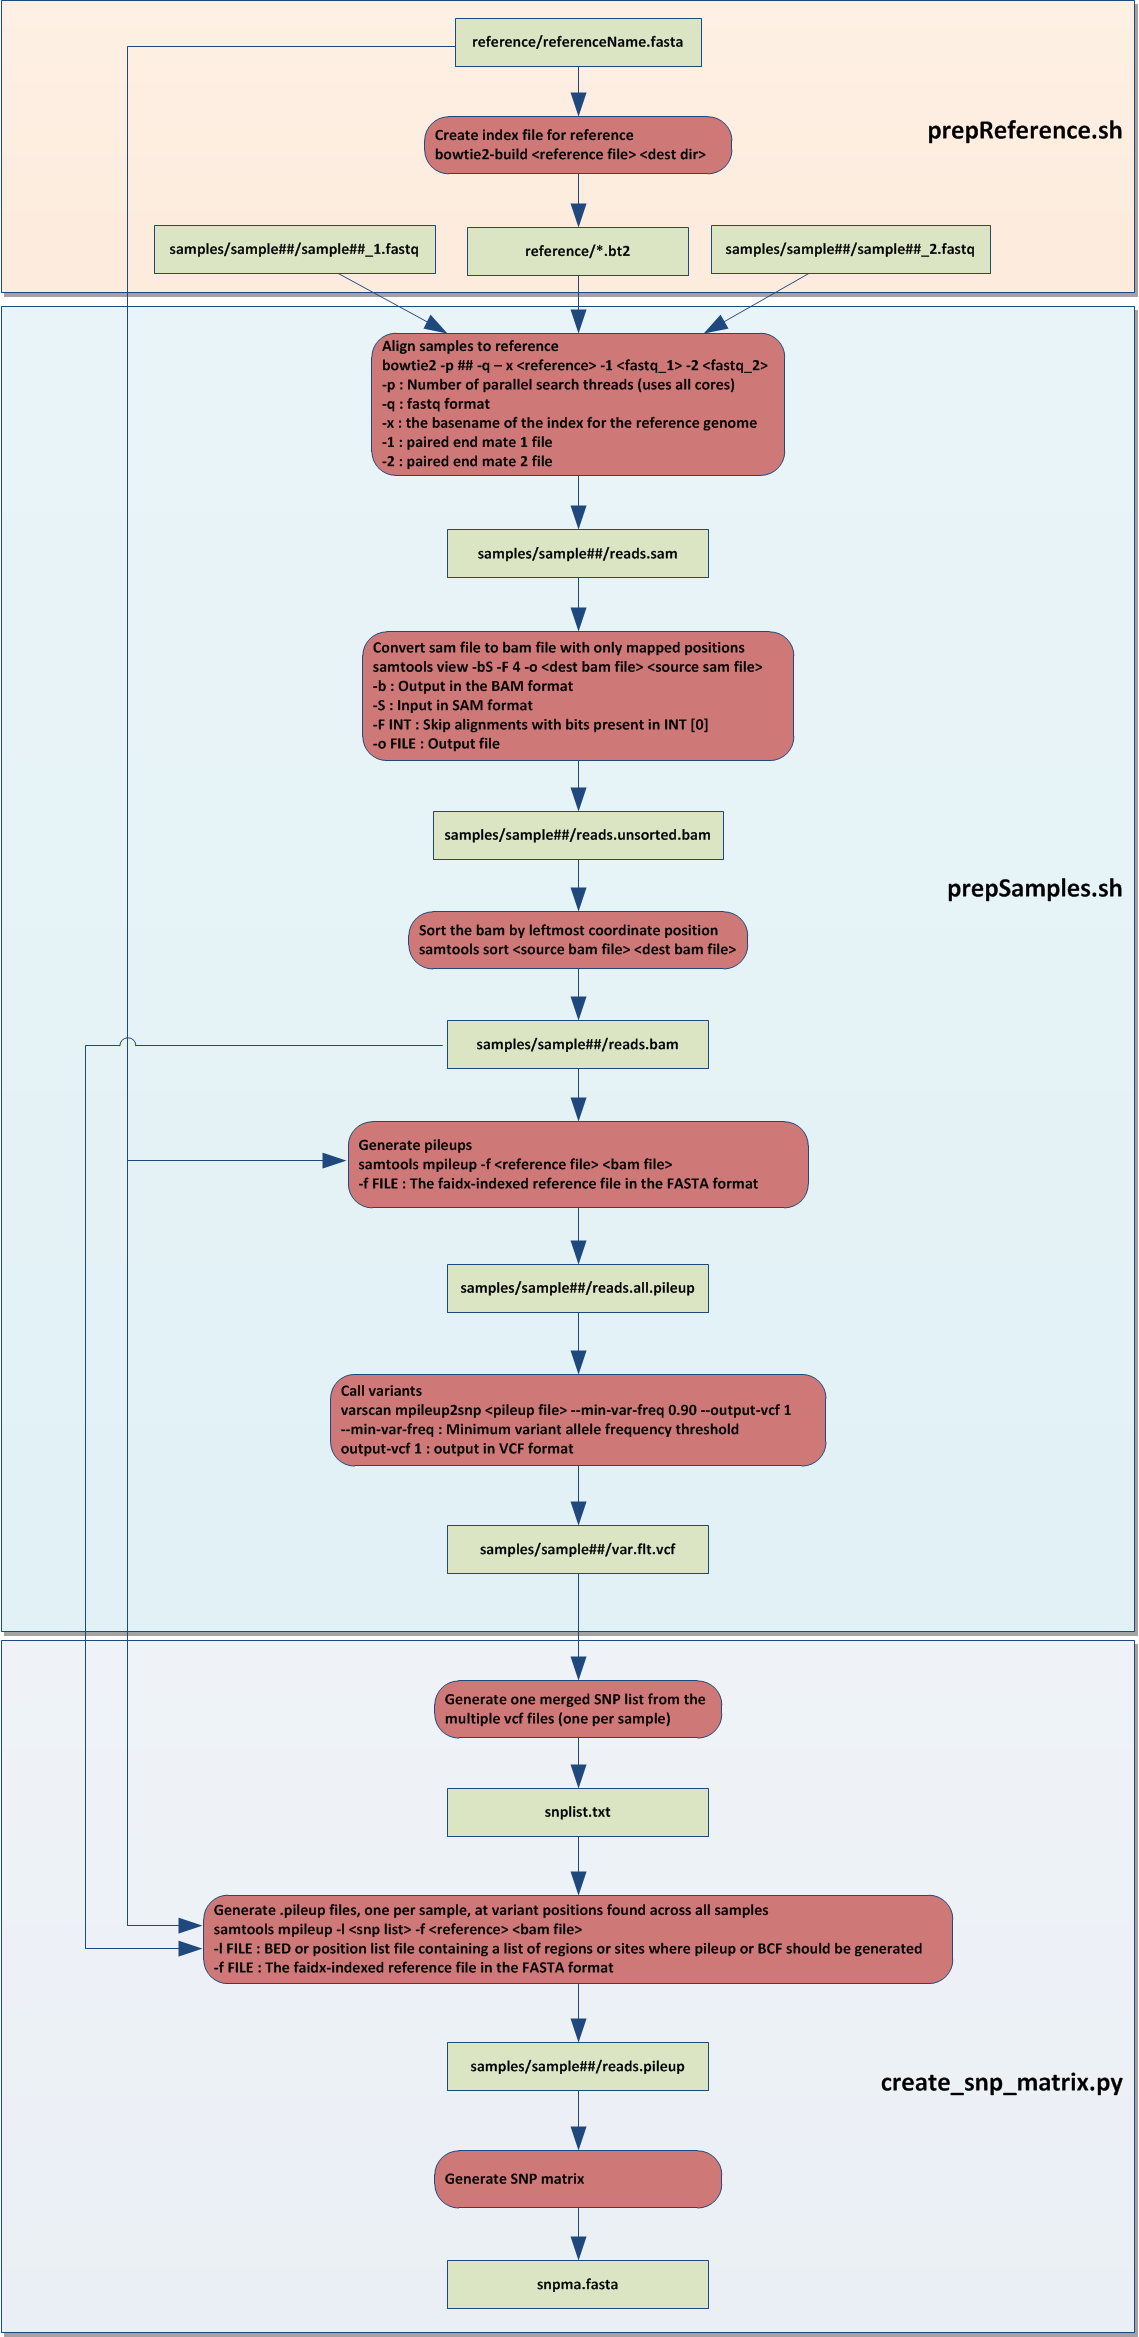 reference/referenceName.fasta
prepReference.sh
Create index file for reference
bowtie2-build <reference file> <dest dir>
samples/sample##/sample##_1.fastq
reference/*.bt2
samples/sample##/sample##_2.fastq
Align samples to reference
bowtie2 -p ## -q – x <reference> -1 <fastq_1> -2 <fastq_2>
-p : Number of parallel search threads (uses all cores)
-q : fastq format
-x : the basename of the index for the reference genome
-1 : paired end mate 1 file
-2 : paired end mate 2 file
samples/sample##/reads.sam
Convert sam file to bam file with only mapped positions
samtools view -bS -F 4 -o <dest bam file> <source sam file>
-b : Output in the BAM format
-S : Input in SAM format
-F INT : Skip alignments with bits present in INT [0]
-o FILE : Output file
samples/sample##/reads.unsorted.bam
prepSamples.sh
Sort the bam by leftmost coordinate position
samtools sort <source bam file> <dest bam file>
samples/sample##/reads.bam
Generate pileups
samtools mpileup -f <reference file> <bam file>
-f FILE : The faidx-indexed reference file in the FASTA format
samples/sample##/reads.all.pileup
Call variants
varscan mpileup2snp <pileup file> --min-var-freq 0.90 --output-vcf 1
--min-var-freq : Minimum variant allele frequency threshold
output-vcf 1 : output in VCF format
samples/sample##/var.flt.vcf
Generate one merged SNP list from the
multiple vcf files (one per sample)
snplist.txt
Generate .pileup files, one per sample, at variant positions found across all samples
samtools mpileup -l <snp list> -f <reference> <bam file>
-l FILE : BED or position list file containing a list of regions or sites where pileup or BCF should be generated
-f FILE : The faidx-indexed reference file in the FASTA format
samples/sample##/reads.pileup
create_snp_matrix.py
Generate SNP matrix
snpma.fasta